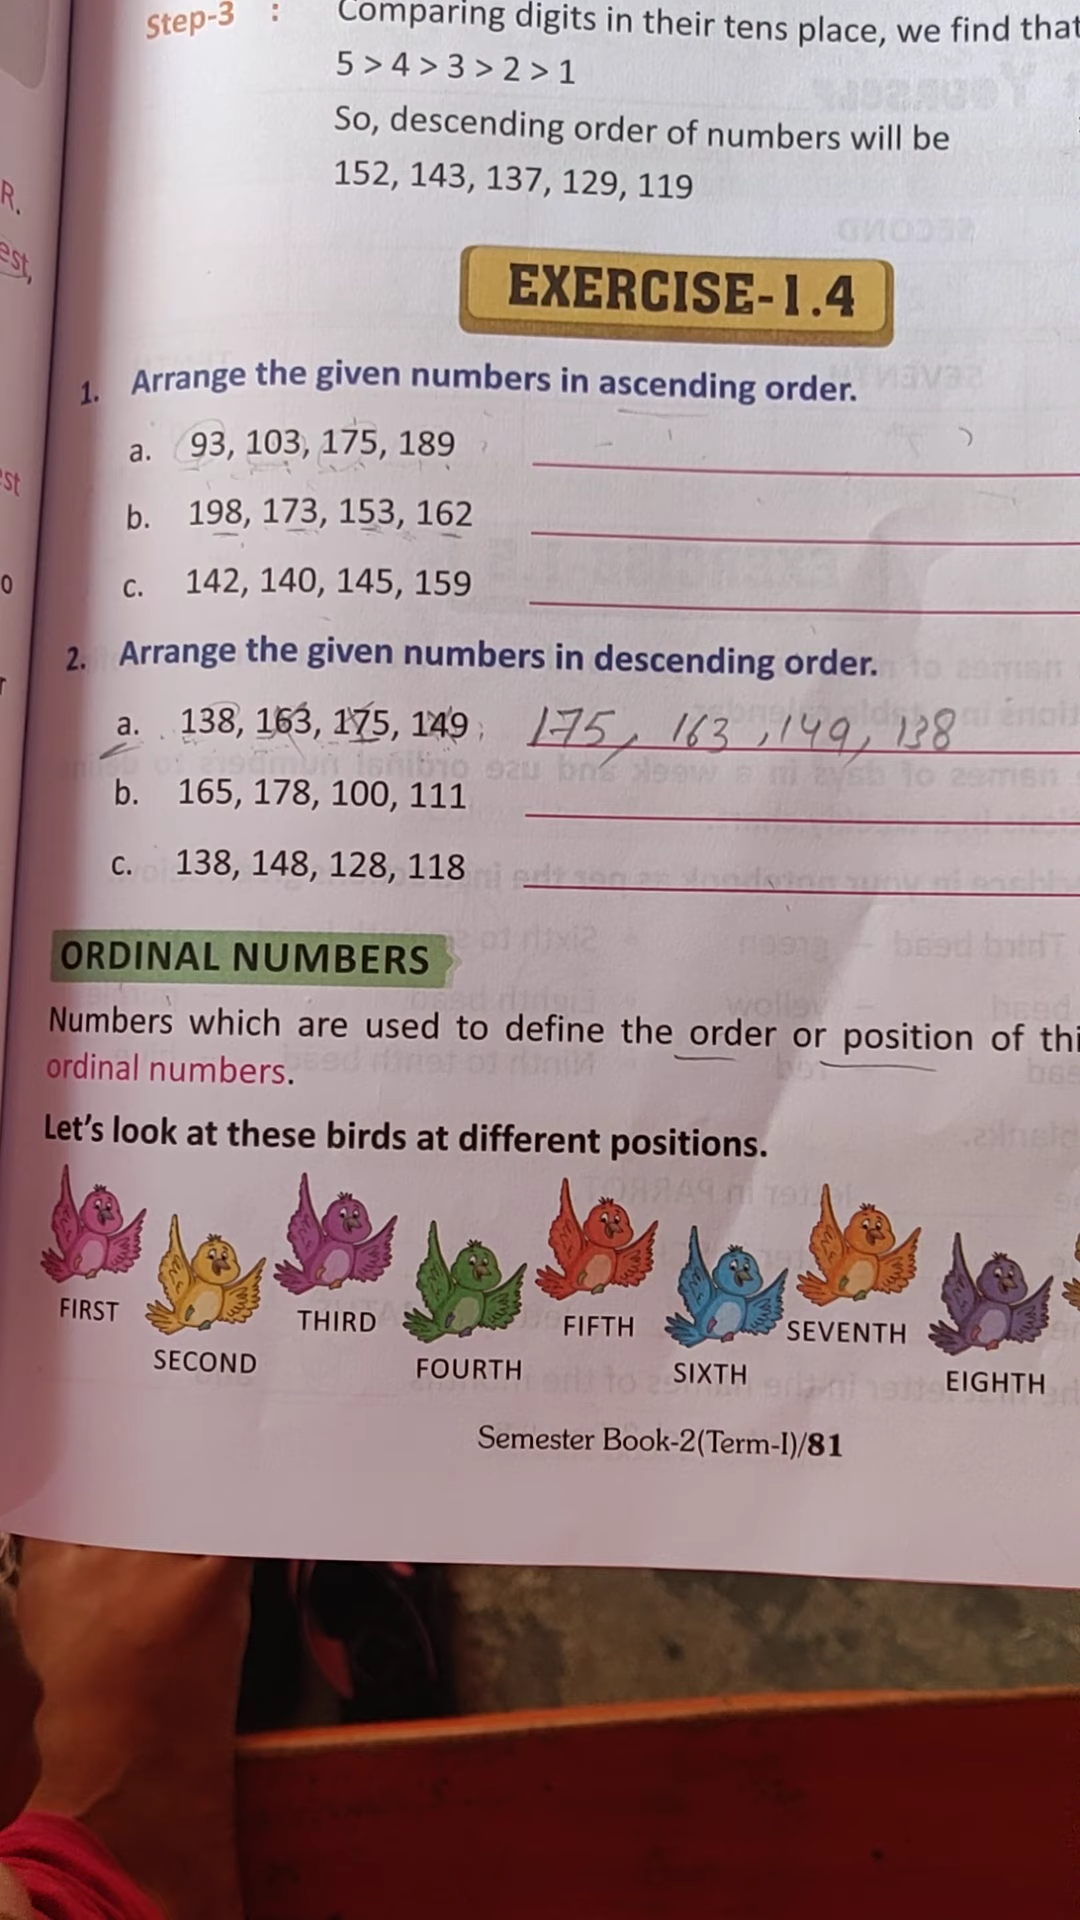 Step-3 : Comparing digits in their tens place, we find that
5 > 4 > 3 > 2 > 1
So, descending order of numbers will be
152, 143, 137, 129, 119
R.
est,
EXERCISE-1.4
1. Arrange the given numbers in ascending order.
a. 93, 103, 175, 189
b. 198, 173, 153, 162
c. 142, 140, 145, 159
2. Arrange the given numbers in descending order.
a. 138, 163, 175, 149 175, 163, 149, 138
b. 165, 178, 100, 111
c. 138, 148, 128, 118
ORDINAL NUMBERS
Numbers which are used to define the order or position of thi
ordinal numbers.
Let's look at these birds at different positions.
FIRST
SECOND
THIRD
FOURTH
FIFTH
SIXTH
SEVENTH
EIGHTH
Semester Book-2(Term-I)/81